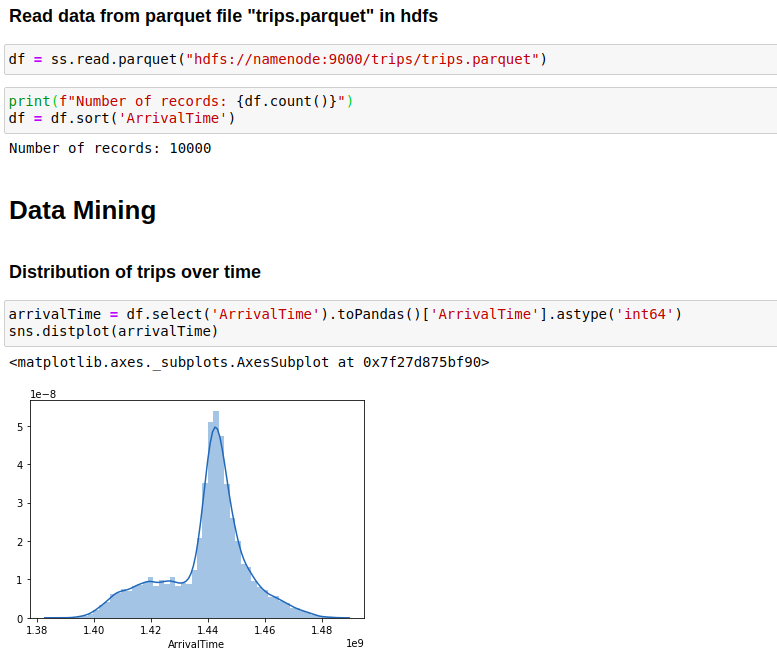 Read data from parquet file "trips.parquet" in hdfs
df = ss.read.parquet("hdfs://namenode:9000/trips/trips.parquet")
print(f"Number of records: {df.count()}")
df = df.sort('ArrivalTime')
Number of records: 10000
Data Mining
Distribution of trips over time
arrivalTime = df.select('ArrivalTime').toPandas()['ArrivalTime'].astype('int64')
sns.distplot(arrivalTime)
<matplotlib.axes._subplots.AxesSubplot at 0x7f27d875bf90>
1e−8
5
4
3
2
1
0
1.38 1.40 1.42 1.44 1.46 1.48
ArrivalTime
1e9